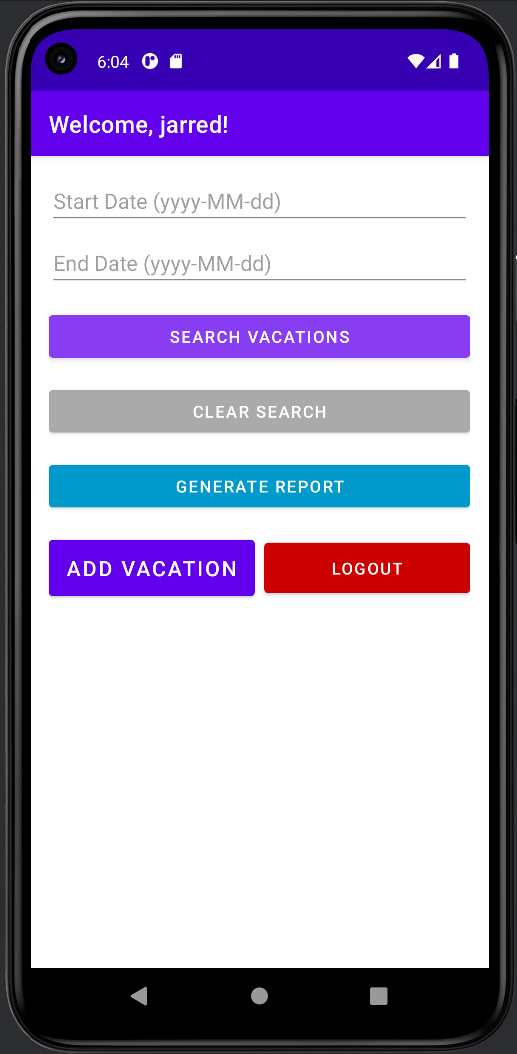 6:04
Welcome, jarred!
Start Date (yyyy-MM-dd)
End Date (yyyy-MM-dd)
SEARCH VACATIONS
CLEAR SEARCH
GENERATE REPORT
ADD VACATION LOGOUT